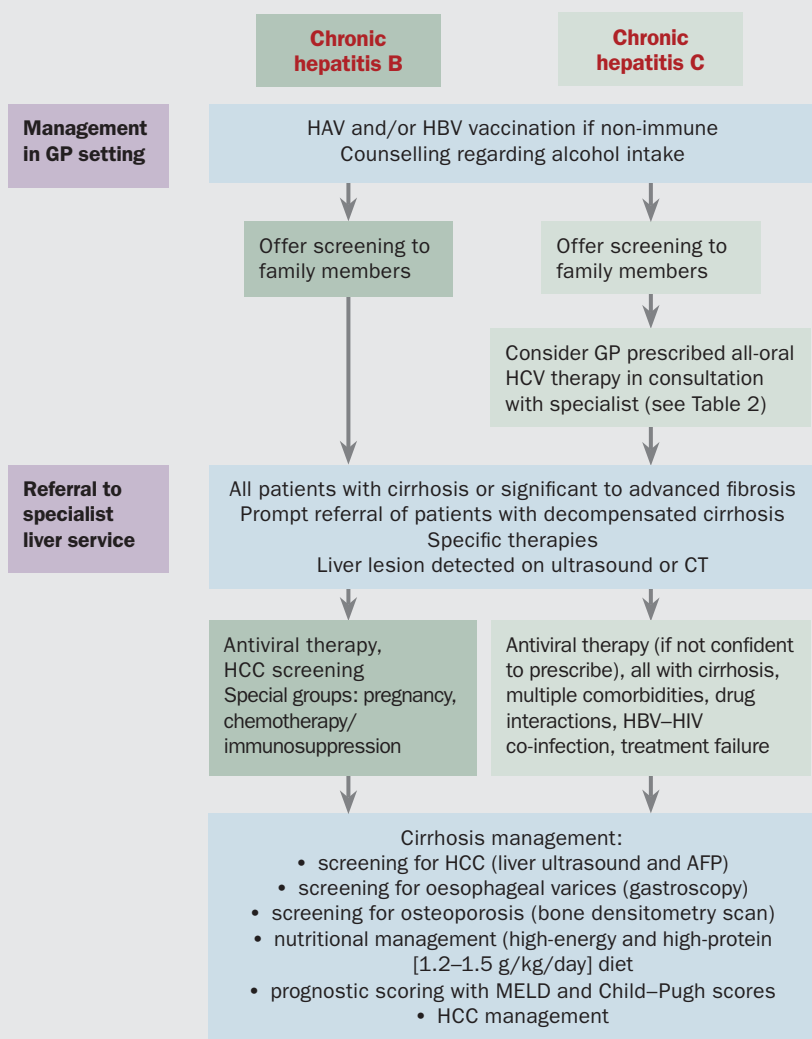 Chronic
hepatitis B
Chronic
hepatitis C
Management
in GP setting
HAV and/or HBV vaccination if non-immune
Counselling regarding alcohol intake
Offer screening to
family members
Offer screening to
family members
Consider GP prescribed all-oral
HCV therapy in consultation
with specialist (see Table 2)
Referral to
specialist
liver service
All patients with cirrhosis or significant to advanced fibrosis
Prompt referral of patients with decompensated cirrhosis
Specific therapies
Liver lesion detected on ultrasound or CT
Antiviral therapy,
HCC screening
Special groups: pregnancy,
chemotherapy/
immunosuppression
Antiviral therapy (if not confident
to prescribe), all with cirrhosis,
multiple comorbidities, drug
interactions, HBV–HIV
co-infection, treatment failure
Cirrhosis management:
• screening for HCC (liver ultrasound and AFP)
• screening for oesophageal varices (gastroscopy)
• screening for osteoporosis (bone densitometry scan)
• nutritional management (high-energy and high-protein
[1.2–1.5 g/kg/day] diet
• prognostic scoring with MELD and Child–Pugh scores
• HCC management